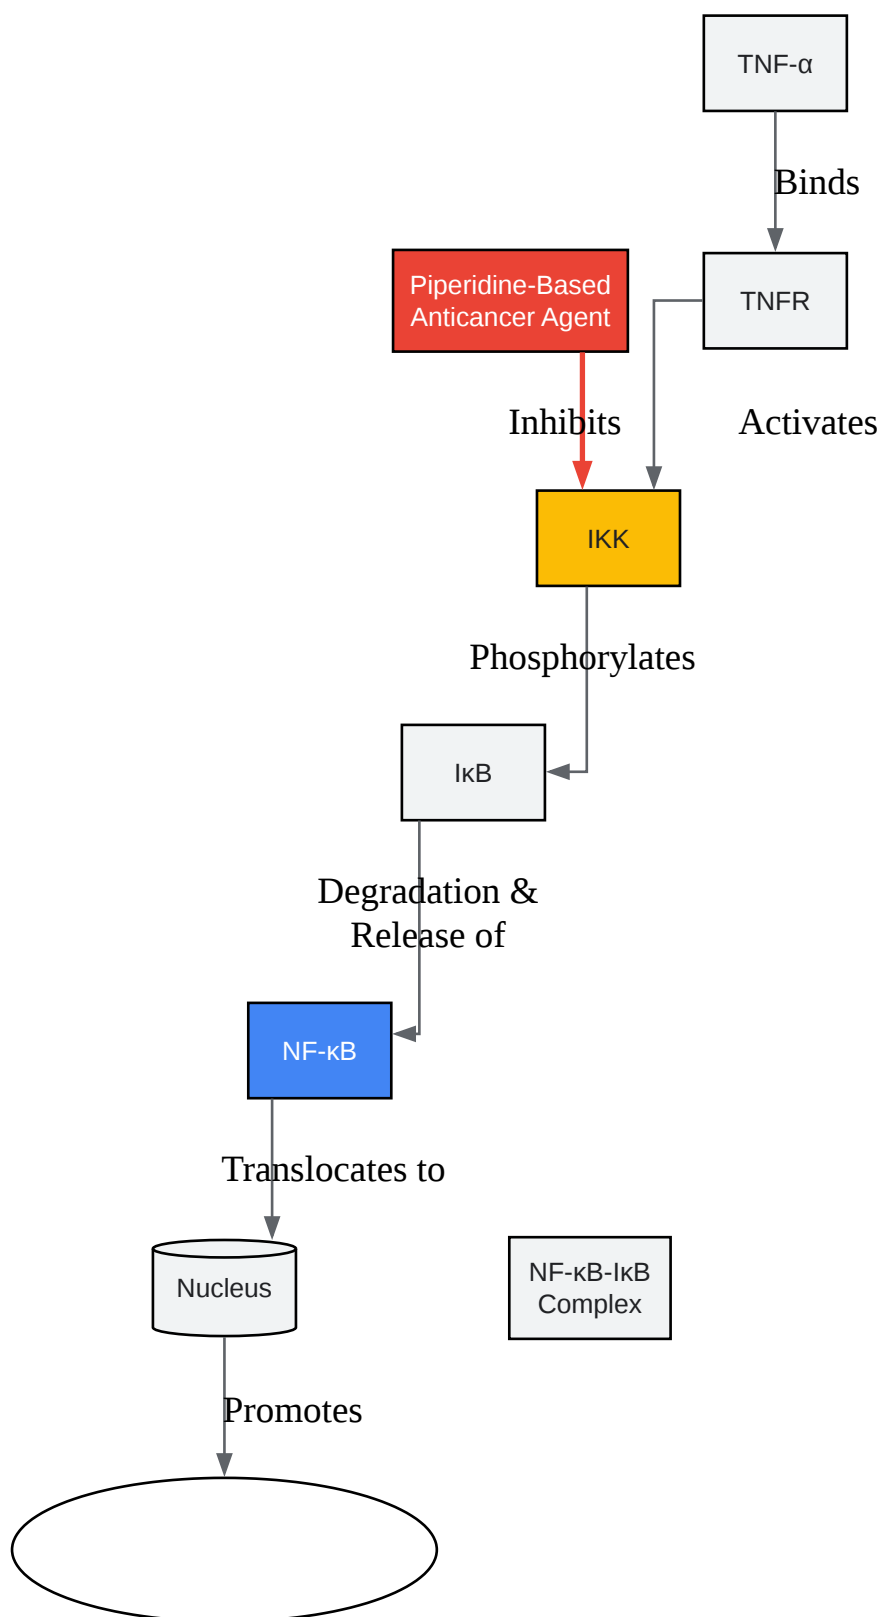 TNF-α
Binds
Piperidine-Based
Anticancer Agent
TNFR
Inhibits
Activates
IKK
Phosphorylates
IκB
Degradation &
Release of
NF-κB
Translocates to
Nucleus
NF-κB-IκB
Complex
Promotes